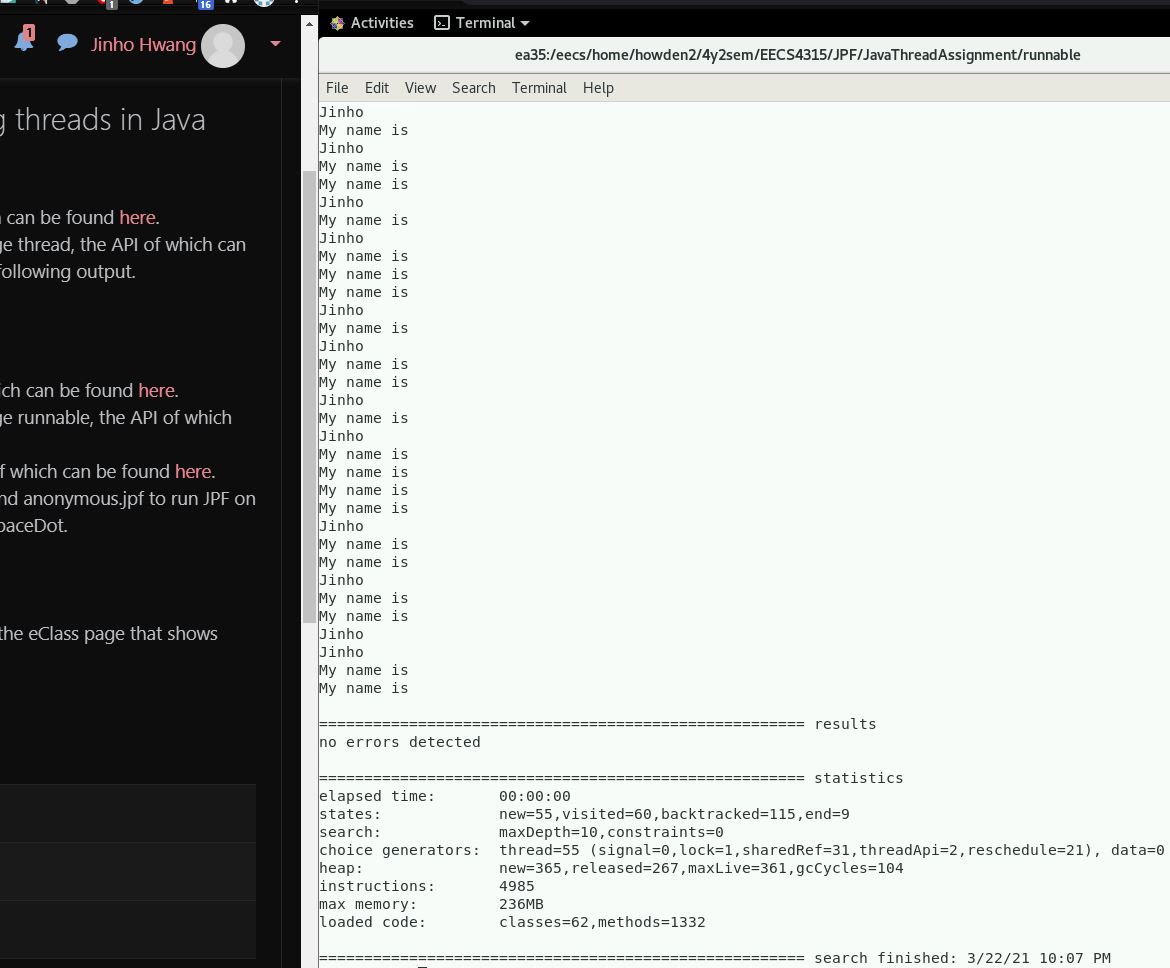 1
16
1
Jinho Hwang
g threads in Java
can be found here.
ge thread, the API of which can
following output.
ich can be found here.
ge runnable, the API of which
f which can be found here.
nd anonymous.jpf to run JPF on
paceDot.
the eClass page that shows
Activities Terminal
ea35:/eecs/home/howden2/4y2sem/EECS4315/JPF/JavaThreadAssignment/runnable
File Edit View Search Terminal Help
Jinho
My name is
Jinho
My name is
My name is
Jinho
My name is
Jinho
My name is
My name is
My name is
Jinho
My name is
Jinho
My name is
My name is
Jinho
My name is
Jinho
My name is
My name is
My name is
My name is
Jinho
My name is
My name is
Jinho
My name is
My name is
Jinho
Jinho
My name is
My name is
====================================================== results
no errors detected
====================================================== statistics
elapsed time: 00:00:00
states: new=55,visited=60,backtracked=115,end=9
search: maxDepth=10,constraints=0
choice generators: thread=55 (signal=0,lock=1,sharedRef=31,threadApi=2,reschedule=21), data=0
heap: new=365,released=267,maxLive=361,gcCycles=104
instructions: 4985
max memory: 236MB
loaded code: classes=62,methods=1332
====================================================== search finished: 3/22/21 10:07 PM